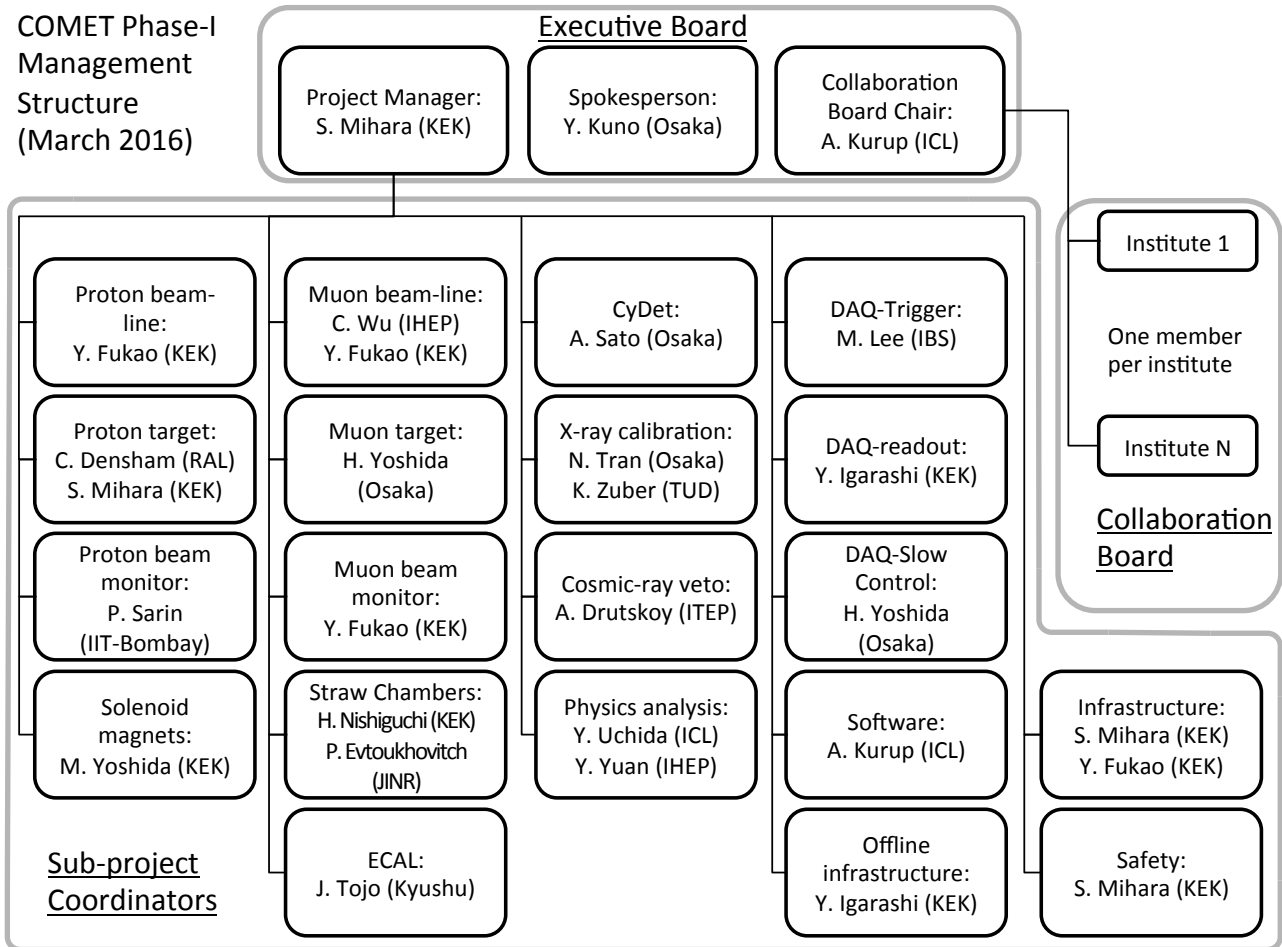 COMET Phase-I
Management
Structure
(March 2016)
Executive Board
Project Manager:
S. Mihara (KEK)
Spokesperson:
Y. Kuno (Osaka)
Collaboration
Board Chair:
A. Kurup (ICL)
Proton beam-
line:
Y. Fukao (KEK)
Muon beam-line:
C. Wu (IHEP)
Y. Fukao (KEK)
CyDet:
A. Sato (Osaka)
DAQ-Trigger:
M. Lee (IBS)
Institute 1
One member
per institute
Institute N
Collaboration
Board
Proton target:
C. Densham (RAL)
S. Mihara (KEK)
Muon target:
H. Yoshida
(Osaka)
X-ray calibration:
N. Tran (Osaka)
K. Zuber (TUD)
DAQ-readout:
Y. Igarashi (KEK)
Proton beam
monitor:
P. Sarin
(IIT-Bombay)
Muon beam
monitor:
Y. Fukao (KEK)
Cosmic-ray veto:
A. Drutskoy (ITEP)
DAQ-Slow
Control:
H. Yoshida
(Osaka)
Solenoid
magnets:
M. Yoshida (KEK)
Straw Chambers:
H. Nishiguchi (KEK)
P. Evtoukhovitch
(JINR)
Physics analysis:
Y. Uchida (ICL)
Y. Yuan (IHEP)
Software:
A. Kurup (ICL)
Infrastructure:
S. Mihara (KEK)
Y. Fukao (KEK)
Sub-project
Coordinators
ECAL:
J. Tojo (Kyushu)
Offline
infrastructure:
Y. Igarashi (KEK)
Safety:
S. Mihara (KEK)